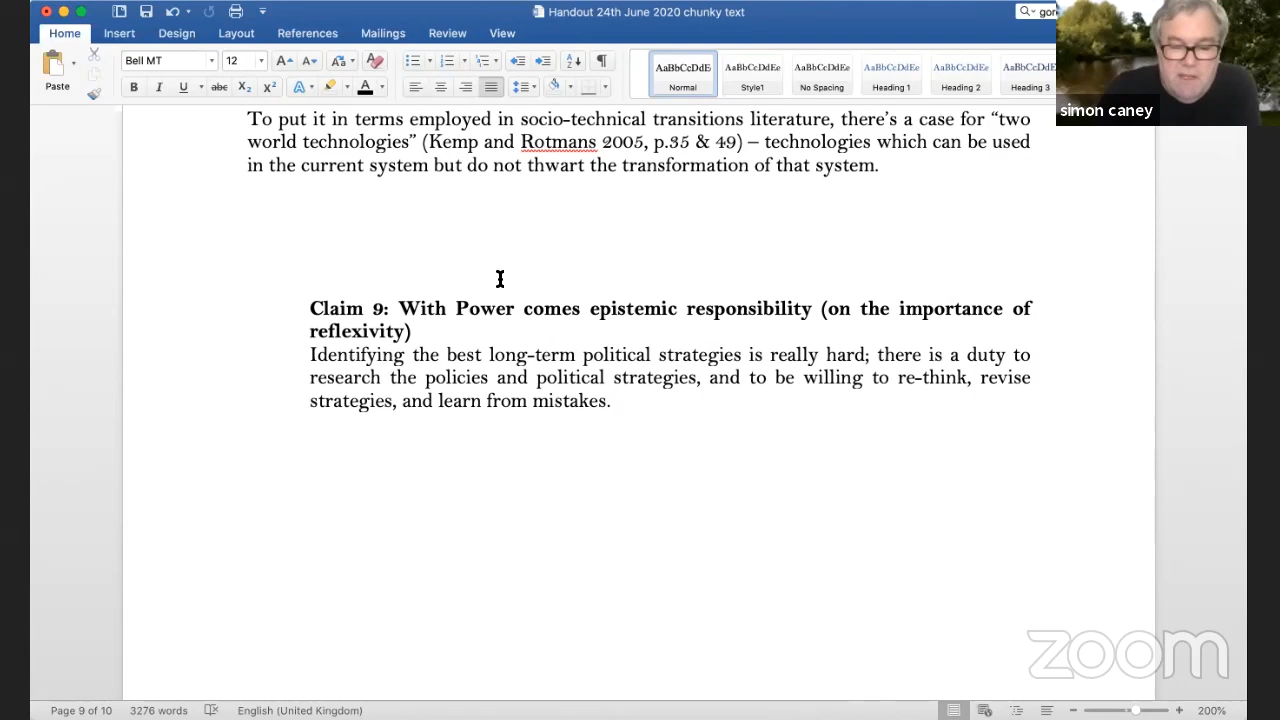 Handout 24th June 2020 chunky text
gor
Home Insert Design Layout References Mailings Review View
simon caney
Paste
Bell MT 12
AaBbCcDdE AaBbCcDdEe AaBbCcDdEe AaBbCcDdEe AaBbCcDdEe AaBbCcDdE
Normal Style1 No Spacing Heading 1 Heading 2 Heading 3
To put it in terms employed in socio-technical transitions literature, there's a case for “two
world technologies” (Kemp and Rotmans 2005, p.35 & 49) – technologies which can be used
in the current system but do not thwart the transformation of that system.
Claim 9: With Power comes epistemic responsibility (on the importance of
reflexivity)
Identifying the best long-term political strategies is really hard; there is a duty to
research the policies and political strategies, and to be willing to re-think, revise
strategies, and learn from mistakes.
zoom
Page 9 of 10 3276 words English (United Kingdom) 200%